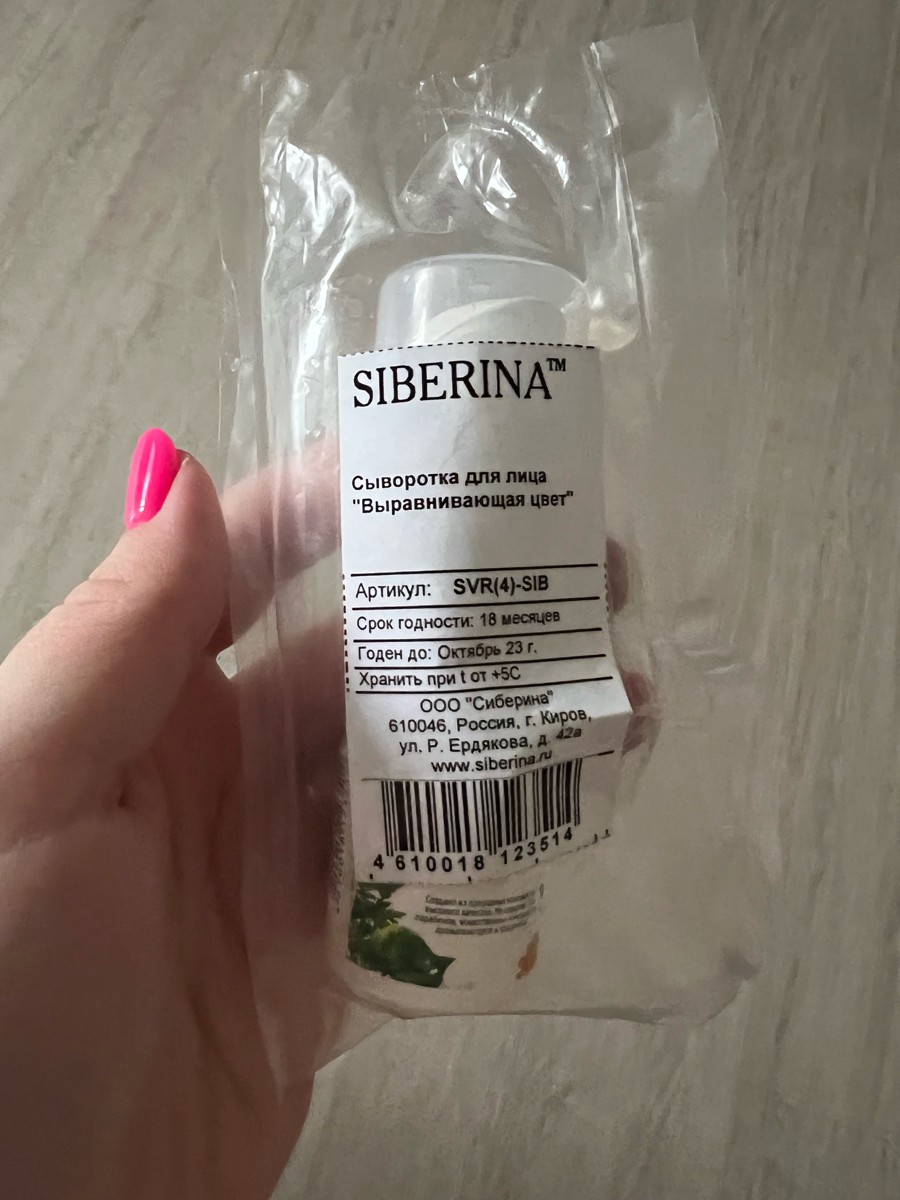 SIBERINA™
Сыворотка для лица
"Выравнивающая цвет"
Артикул: SVR(4)-SIB
Срок годности: 18 месяцев
Годен до: Октябрь 23 г.
Хранить при t от +5С
ООО "Сиберина"
610046, Россия, г. Киров,
ул. Р. Ердякова, д. 42а
www.siberina.ru
4 610018 123514